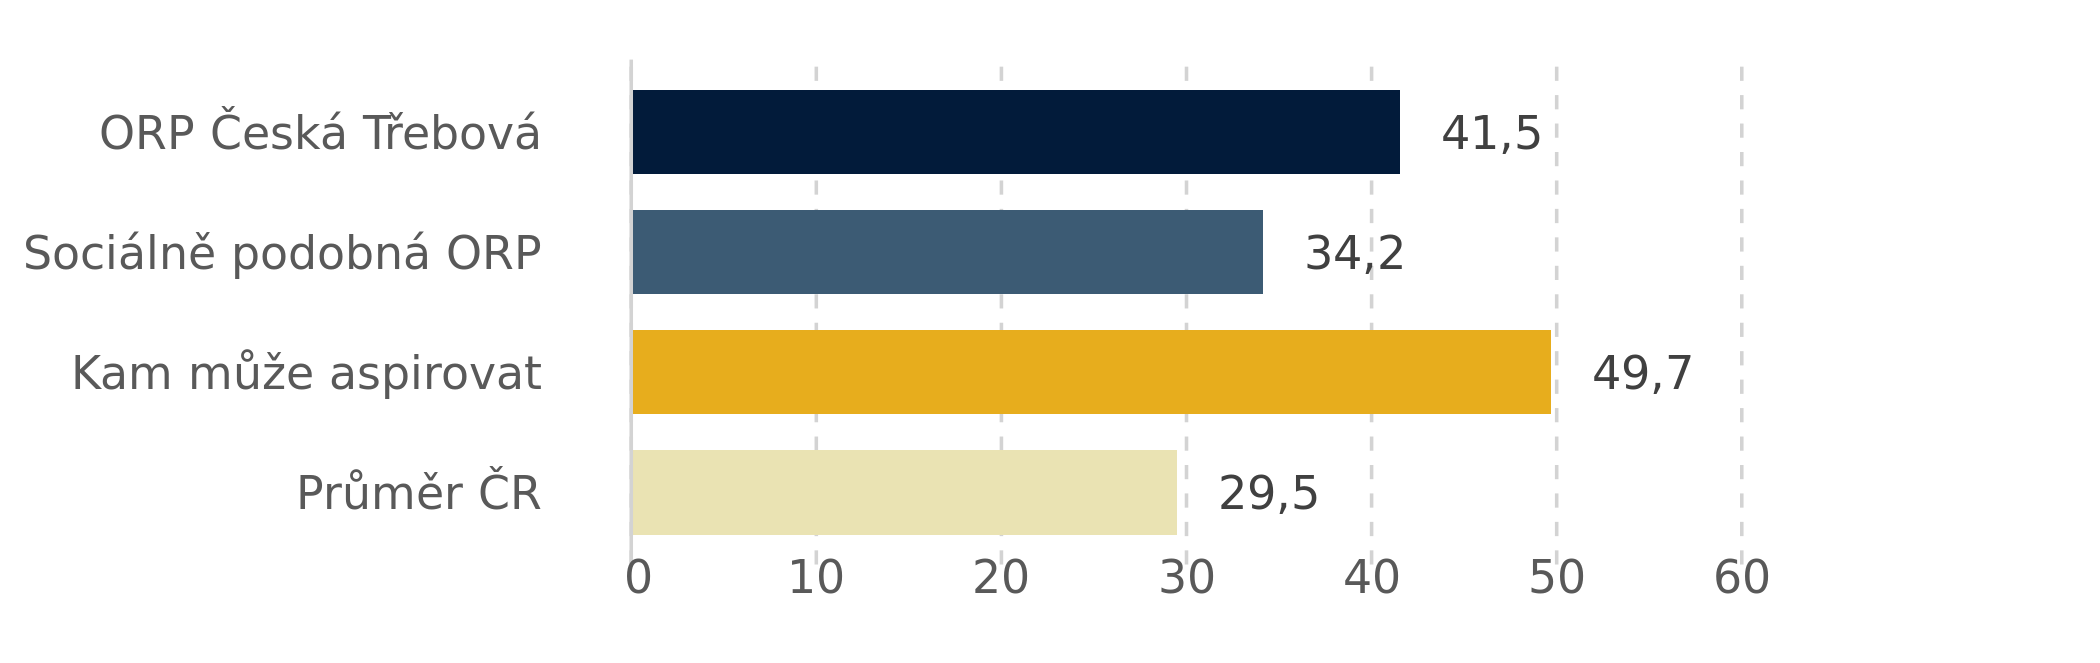 ORP Česká Třebová 41,5
Sociálně podobná ORP 34,2
Kam může aspirovat 49,7
Průměr ČR 29,5
0 10 20 30 40 50 60